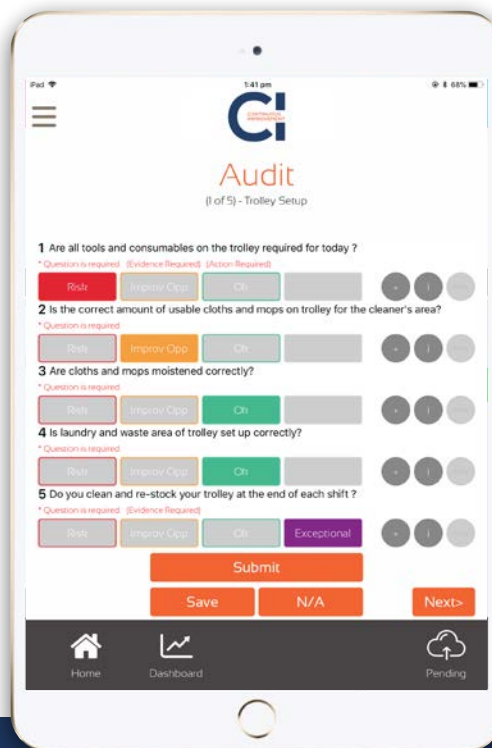 iPad
1:41 pm
68%
CI
CONTINUOUS
IMPROVEMENT
Audit
(1 of 5) - Trolley Setup
1 Are all tools and consumables on the trolley required for today ?
* Question is required (Evidence Required) (Action Required)
Risk Improv Opp Ok
2 Is the correct amount of usable cloths and mops on trolley for the cleaner's area?
* Question is required
Risk Improv Opp Ok
3 Are cloths and mops moistened correctly?
* Question is required
Risk Improv Opp Ok
4 Is laundry and waste area of trolley set up correctly?
* Question is required
Risk Improv Opp Ok
5 Do you clean and re-stock your trolley at the end of each shift ?
* Question is required (Evidence Required)
Risk Improv Opp Ok Exceptional
Submit
Save N/A Next>
Home Dashboard Pending